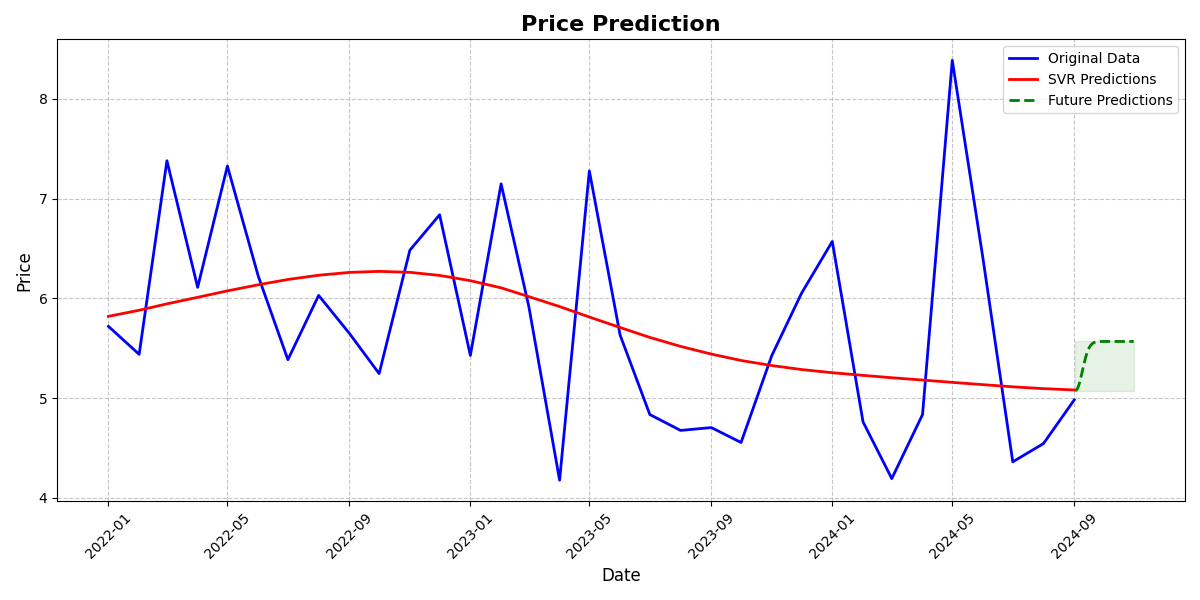 Price Prediction
Original Data
SVR Predictions
Future Predictions
Price
8
7
6
5
4
2022-01
2022-05
2022-09
2023-01
2023-05
2023-09
2024-01
2024-05
2024-09
Date